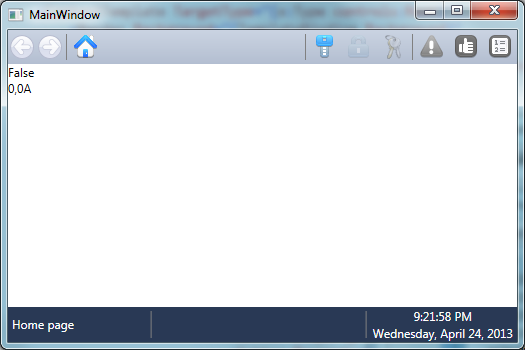 MainWindow
False
0,0A
Home page
9:21:58 PM
Wednesday, April 24, 2013